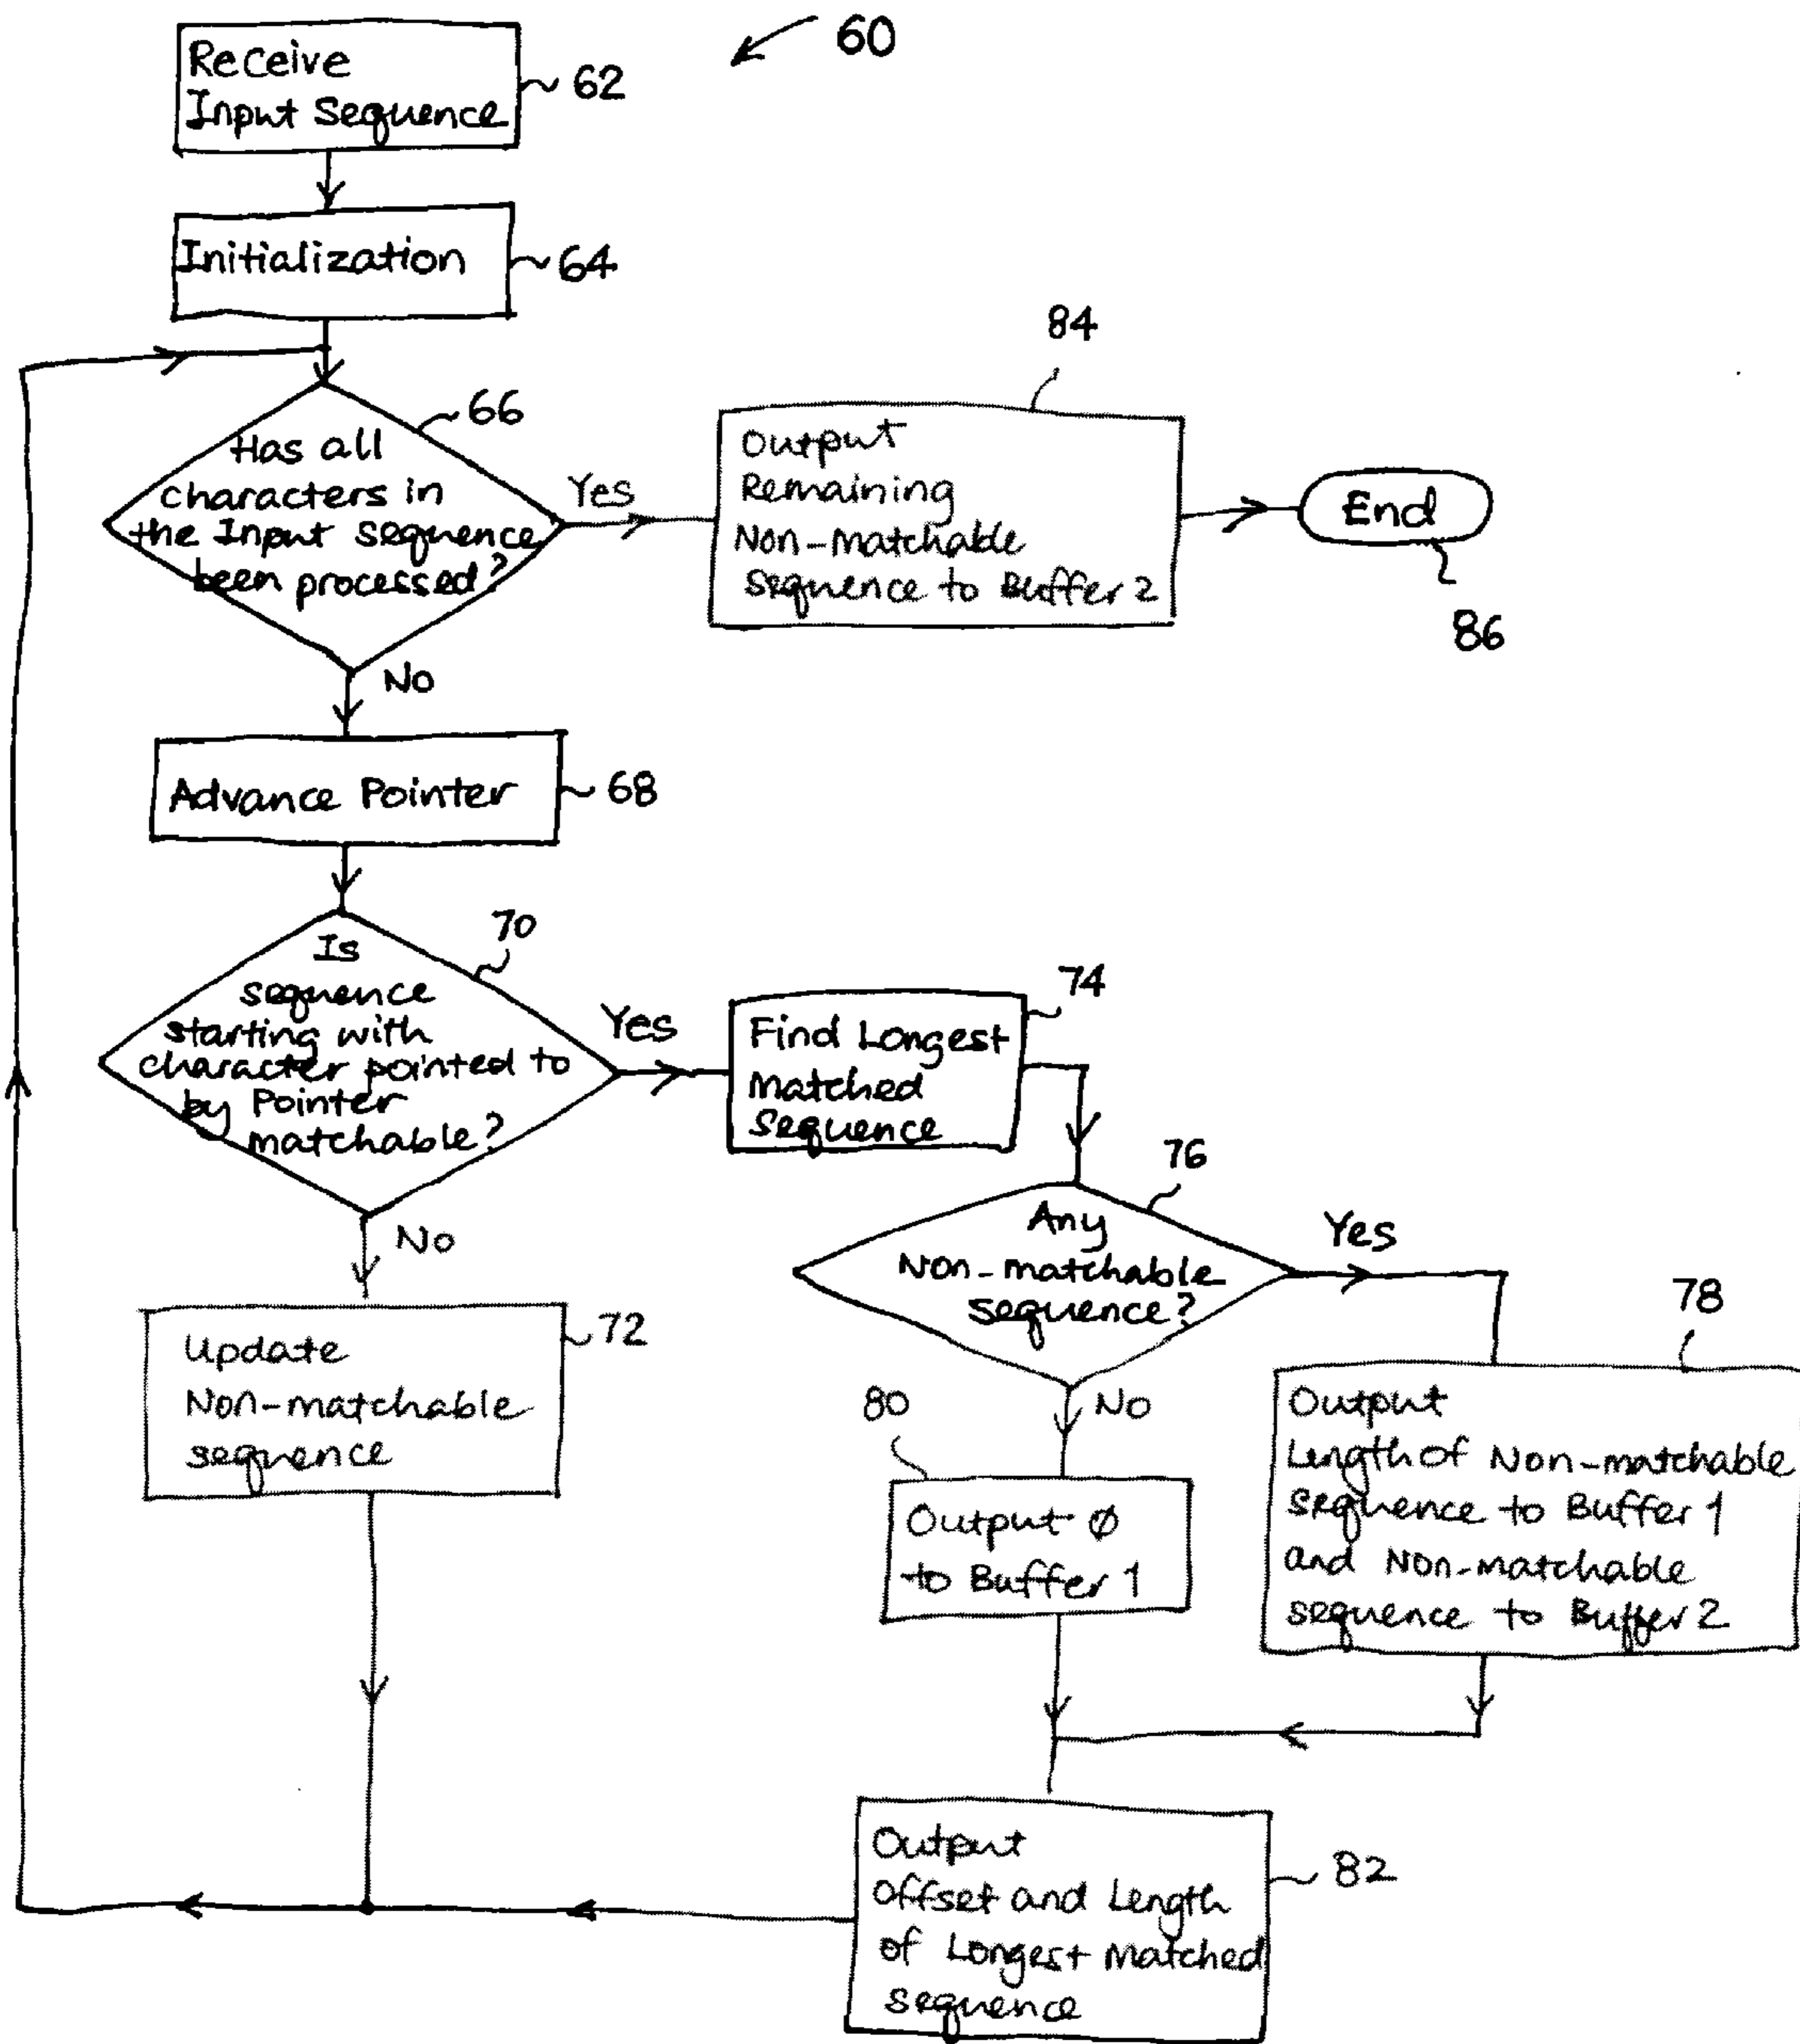 60
Receive
Input Sequence
62
Initialization
64
84
66
Has all
characters in
the Input sequence
been processed?
Yes
Output
Remaining
Non-matchable
sequence to Buffer 2
End
86
No
Advance Pointer
68
70
Is
sequence
starting with
character pointed to
by Pointer
matchable?
Yes
74
Find Longest
Matched
Sequence
76
Any
Non-matchable
sequence?
Yes
No
72
Update
Non-matchable
sequence
78
Output
Length of Non-matchable
sequence to Buffer 1
and Non-matchable
sequence to Buffer 2
80
No
Output Ø
to Buffer 1
Output
Offset and Length
of Longest Matched
sequence
82